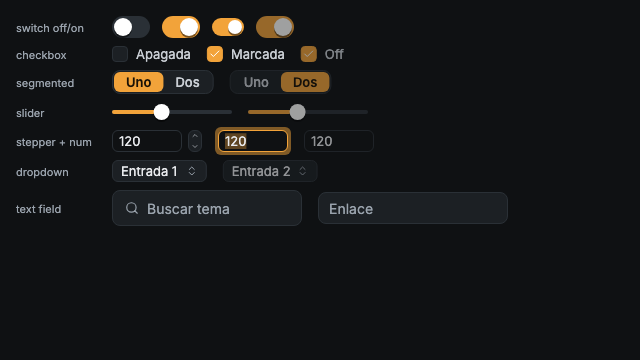 switch off/on
checkbox Apagada Marcada Off
segmented Uno Dos Uno Dos
slider
stepper + num 120 120 120
dropdown Entrada 1 Entrada 2
text field Buscar tema Enlace